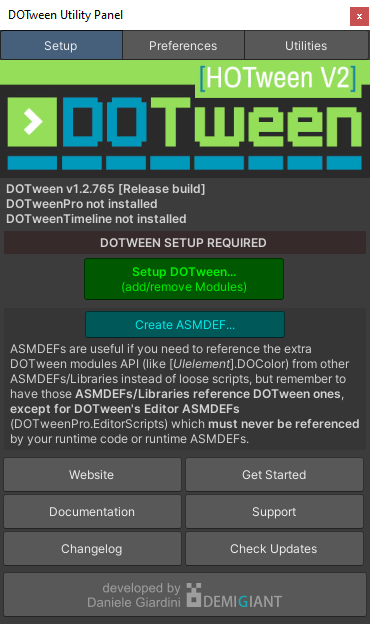 DOTween Utility Panel
x
Setup
Preferences
Utilities
[HOTween V2]
DOTween
DOTween v1.2.765 [Release build]
DOTweenPro not installed
DOTweenTimeline not installed
DOTWEEN SETUP REQUIRED
Setup DOTween...
(add/remove Modules)
Create ASMDEF...
ASMDEFs are useful if you need to reference the extra
DOTween modules API (like [UIelement].DOColor) from other
ASMDEFs/Libraries instead of loose scripts, but remember to
have those ASMDEFs/Libraries reference DOTween ones,
except for DOTween's Editor ASMDEFs
(DOTweenPro.EditorScripts) which must never be referenced
by your runtime code or runtime ASMDEFs.
Website
Get Started
Documentation
Support
Changelog
Check Updates
developed by
Daniele Giardini
DEMIGIANT